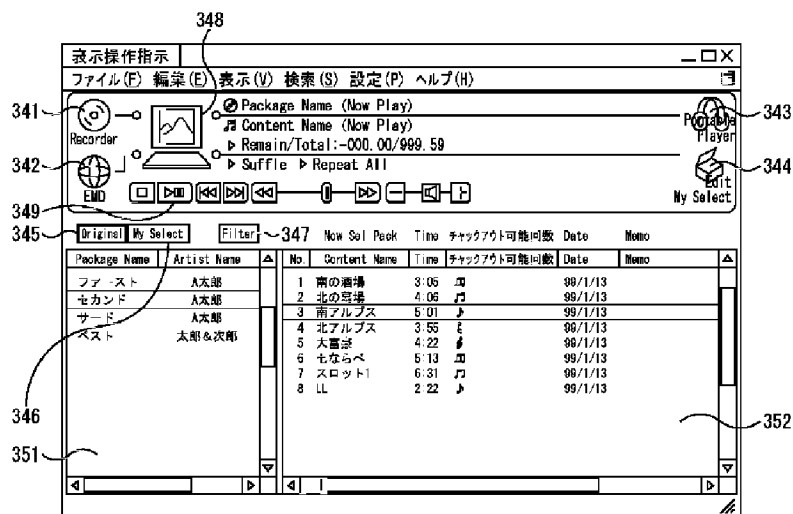 348
表示操作指示
ファイル(F) 編集(E) 表示(V) 検索(S) 設定(P) ヘルプ(H)
341
Recorder
Package Name (Now Play)
Content Name (Now Play)
Remain/Total:-000.00/999.59
Suffle Repeat All
343
Portable Player
342
EMD
344
Edit
My Select
349
345
Original My Select Filter
347
Now Sel Pack Time チャックアウト可能回数 Date Memo
Package Name Artist Name
No. Content Name Time チャックアウト可能回数 Date Memo
ファースト A太郎
セカンド A太郎
サード A太郎
ベスト 太郎&次郎
1 南の酒場 3:05 99/1/13
2 北の酒場 4:06 99/1/13
3 南アルプス 5:01 99/1/13
4 北アルプス 3:55 99/1/13
5 4:22 99/1/13
6 七ならべ 5:13 99/1/13
7 スロット1 6:31 99/1/13
8 LL 2:22 99/1/13
346
351
352